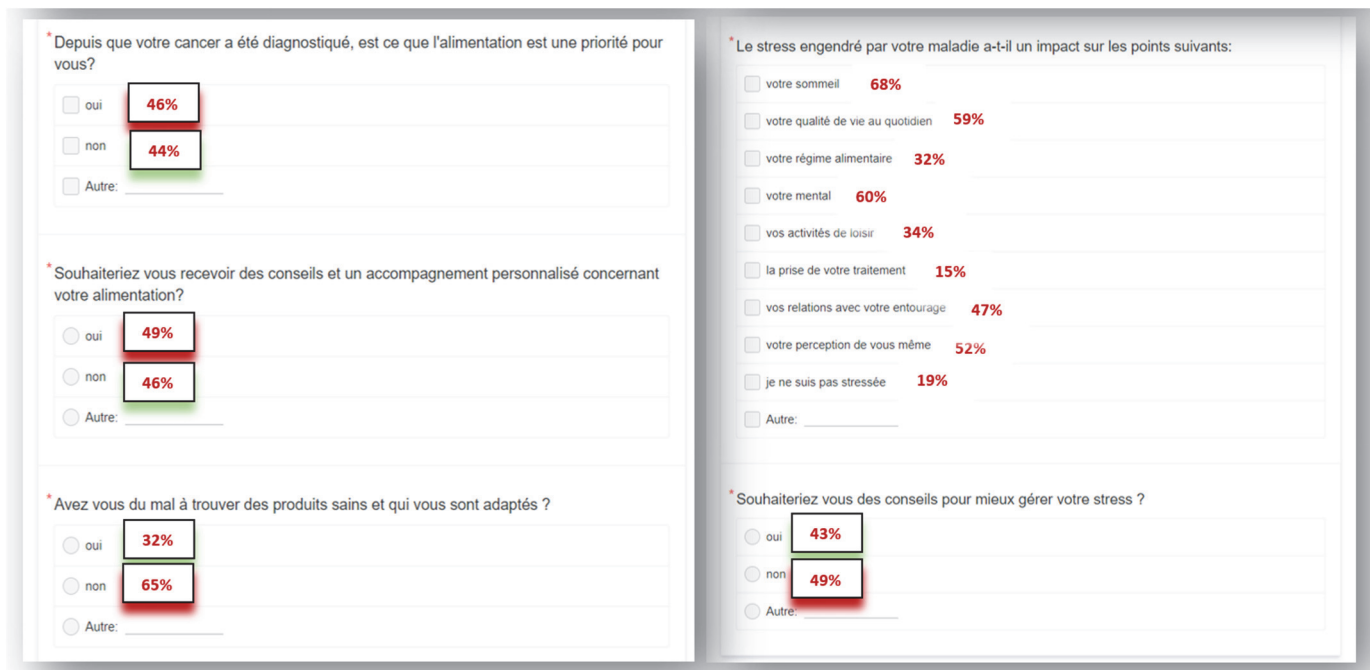 * Depuis que votre cancer a été diagnostiqué, est ce que l'alimentation est une priorité pour
vous?
oui 46%
non 44%
Autre:
* Souhaiteriez vous recevoir des conseils et un accompagnement personnalisé concernant
votre alimentation?
oui 49%
non 46%
Autre:
* Avez vous du mal à trouver des produits sains et qui vous sont adaptés ?
oui 32%
non 65%
Autre:
* Le stress engendré par votre maladie a-t-il un impact sur les points suivants:
votre sommeil 68%
votre qualité de vie au quotidien 59%
votre régime alimentaire 32%
votre mental 60%
vos activités de loisir 34%
la prise de votre traitement 15%
vos relations avec votre entourage 47%
votre perception de vous même 52%
je ne suis pas stressée 19%
Autre:
* Souhaiteriez vous des conseils pour mieux gérer votre stress ?
oui 43%
non 49%
Autre: